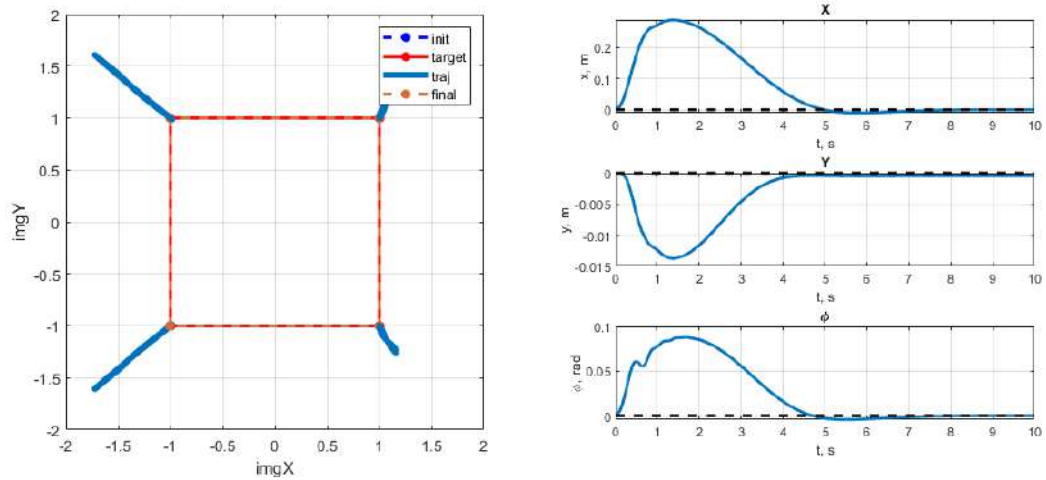 2
1.5
1
0.5
0
-0.5
-1
-1.5
-2
imgY
-2 -1.5 -1 -0.5 0 0.5 1 1.5 2
imgX
init
target
traj
final
X
0.2
0.1
0
x, m
0 1 2 3 4 5 6 7 8 9 10
t, s
Y
0
-0.005
-0.01
-0.015
y, m
0 1 2 3 4 5 6 7 8 9 10
t, s
ϕ
0.1
0.05
0
ϕ, rad
0 1 2 3 4 5 6 7 8 9 10
t, s